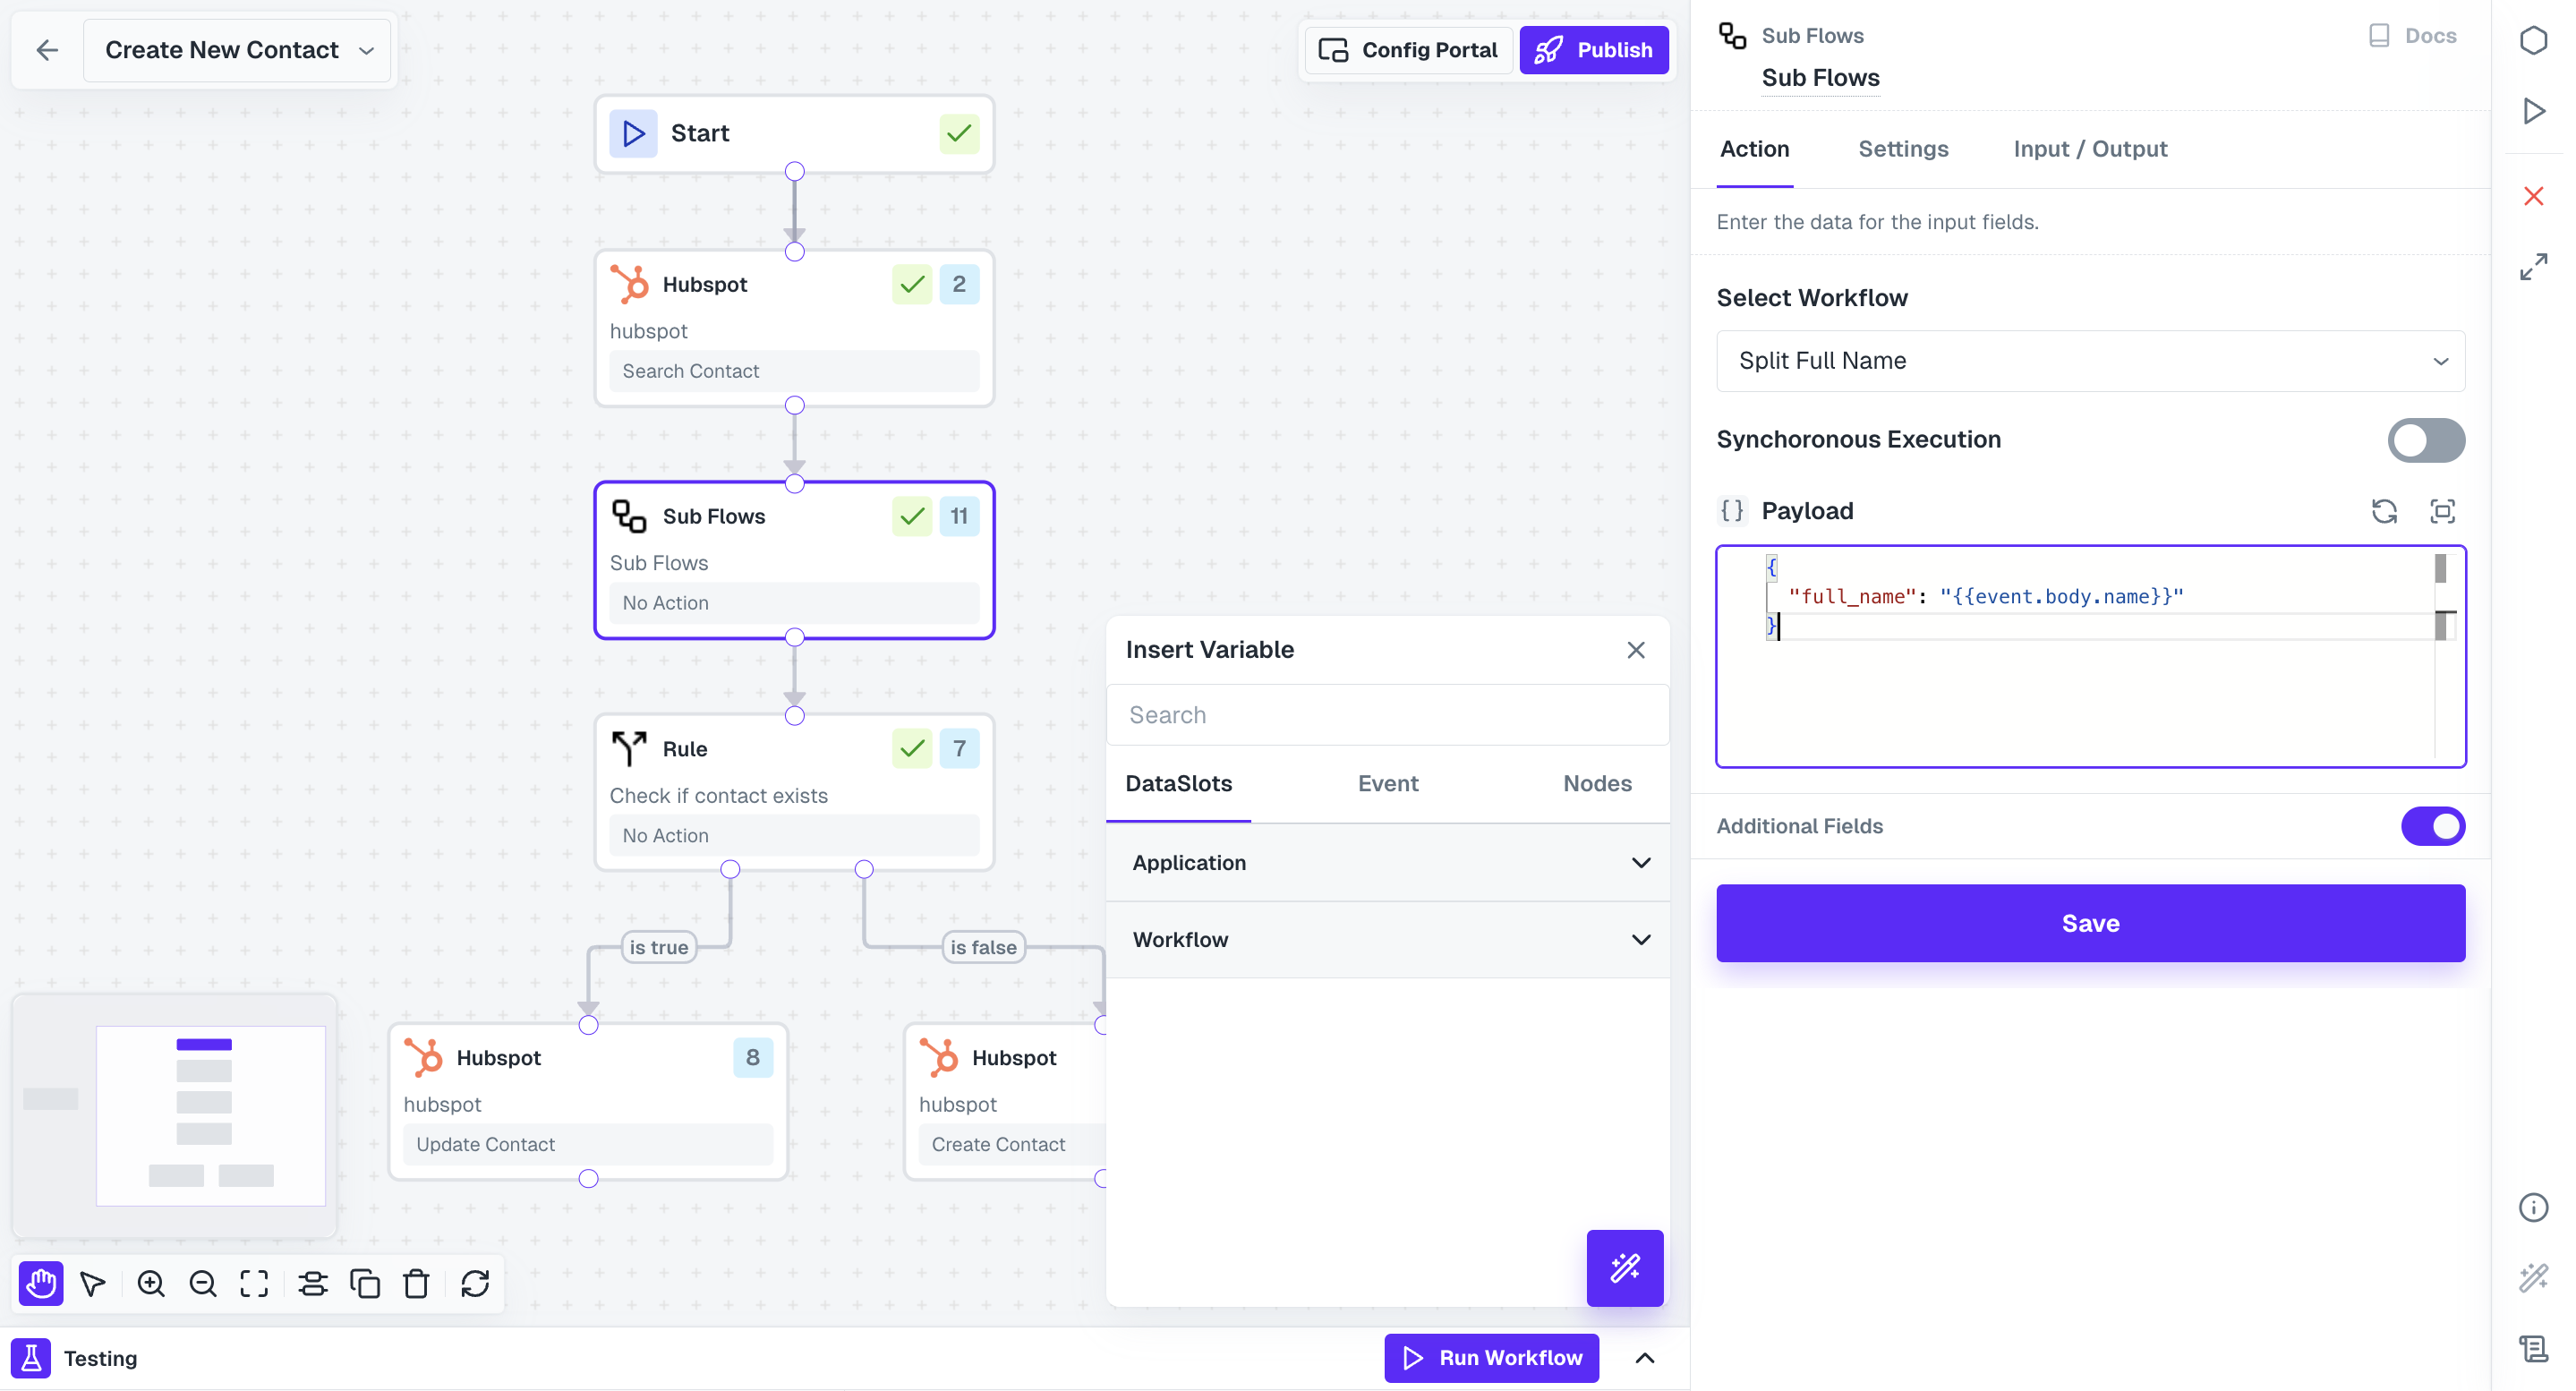 Create New Contact
Config Portal
Publish
Start
Hubspot
2
hubspot
Search Contact
Sub Flows
11
Sub Flows
No Action
Rule
7
Check if contact exists
No Action
is true
is false
Hubspot
8
hubspot
Update Contact
Hubspot
hubspot
Create Contact
Insert Variable
Search
DataSlots
Event
Nodes
Application
Workflow
Testing
Run Workflow
Sub Flows
Docs
Sub Flows
Action
Settings
Input / Output
Enter the data for the input fields.
Select Workflow
Split Full Name
Synchoronous Execution
{} Payload
{
"full_name": "{{event.body.name}}"
}
Additional Fields
Save